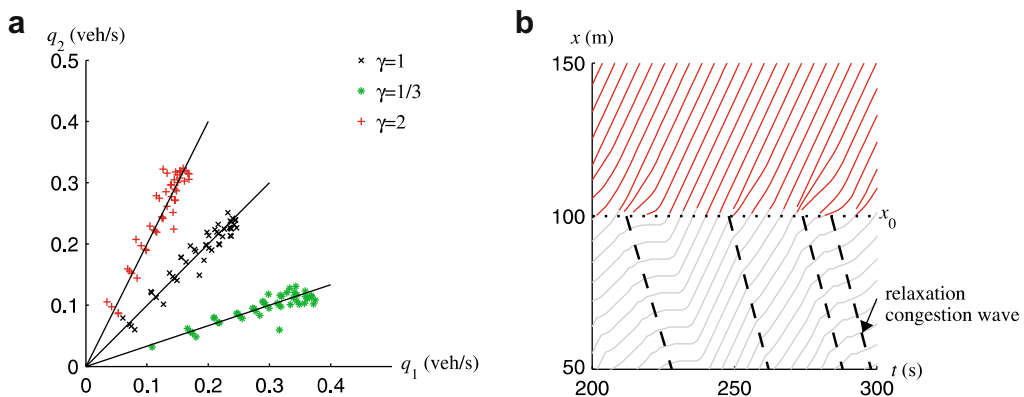 a
q2 (veh/s)
0.5
0.4
0.3
0.2
0.1
0
0 0.1 0.2 0.3 0.4
q1 (veh/s)
γ=1
γ=1/3
γ=2
b
x (m)
150
100
50
x0
relaxation
congestion wave
200 250 300
t (s)